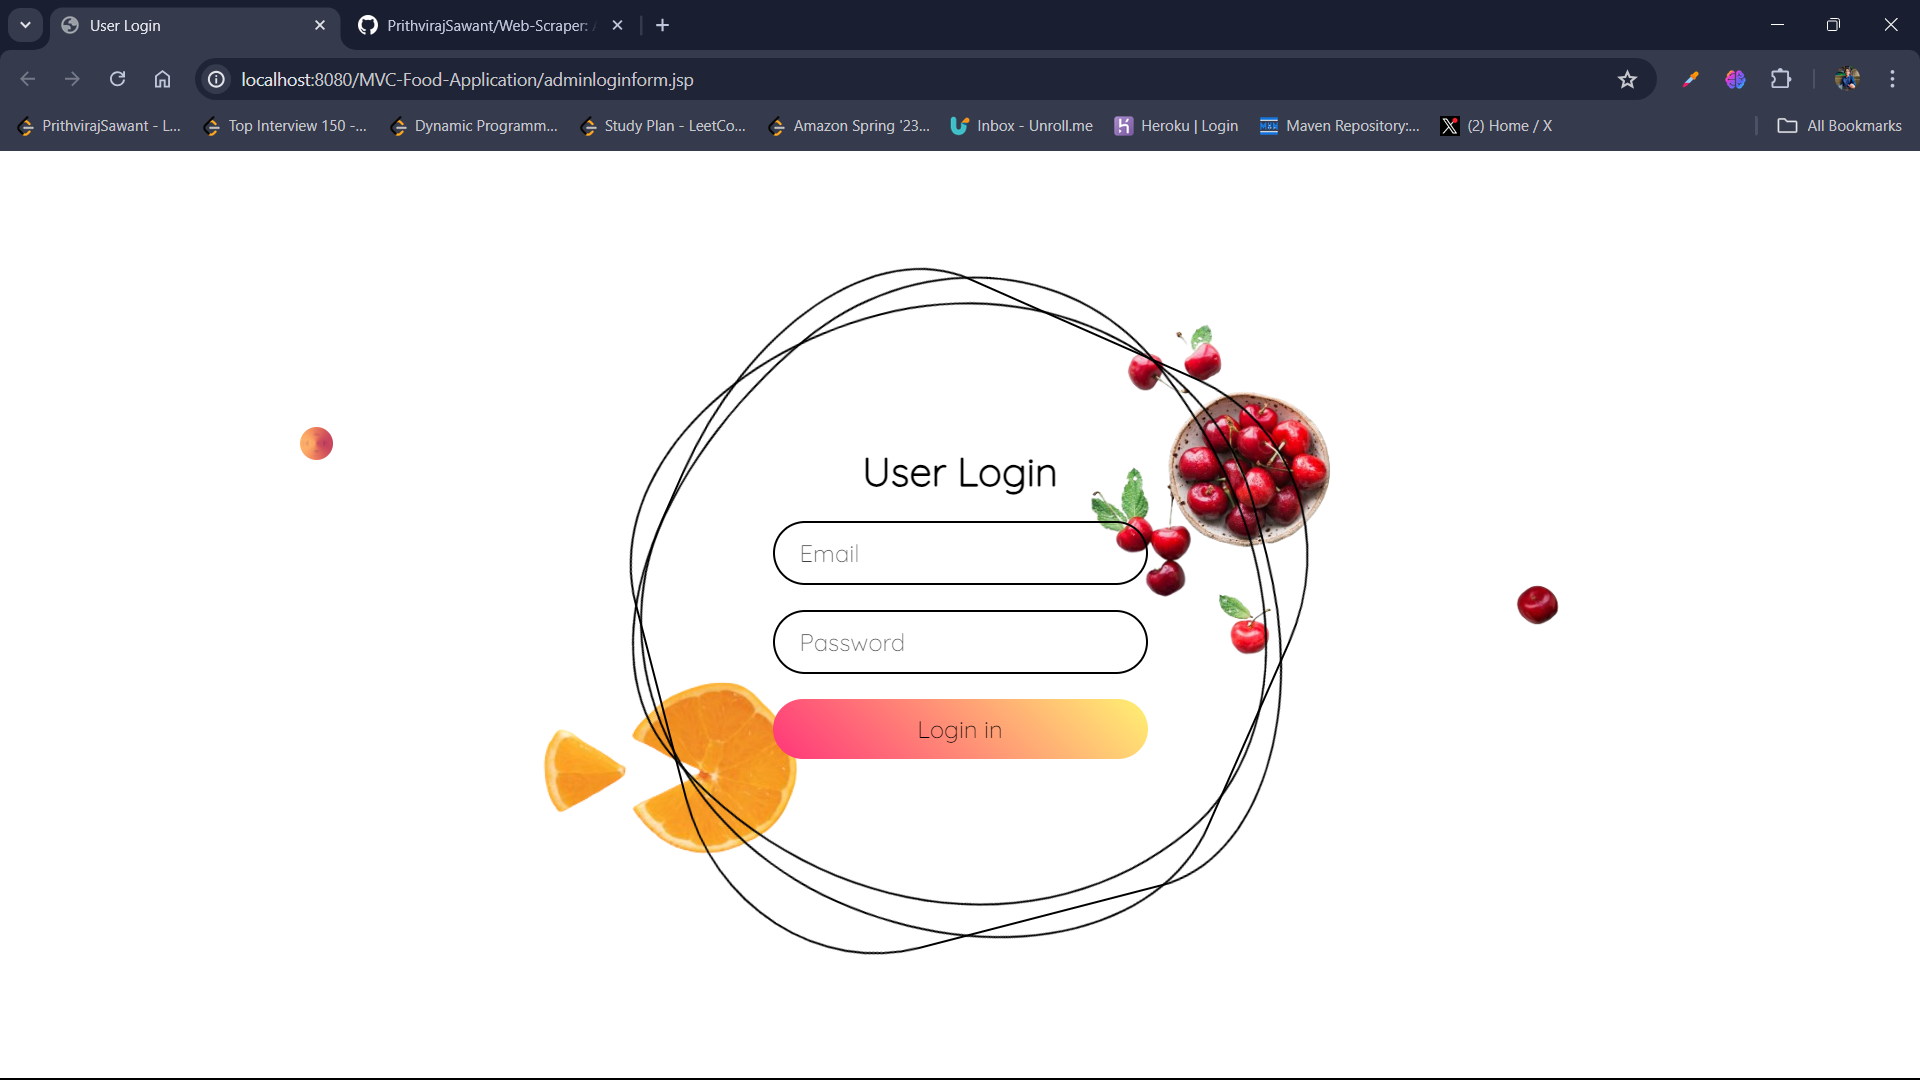 User Login
PrithvirajSawant/Web-Scraper:
localhost:8080/MVC-Food-Application/adminloginform.jsp
PrithvirajSawant - L...
Top Interview 150 -...
Dynamic Programm...
Study Plan - LeetCo...
Amazon Spring '23...
Inbox - Unroll.me
Heroku | Login
Maven Repository:...
(2) Home / X
All Bookmarks
User Login
Email
Password
Login in